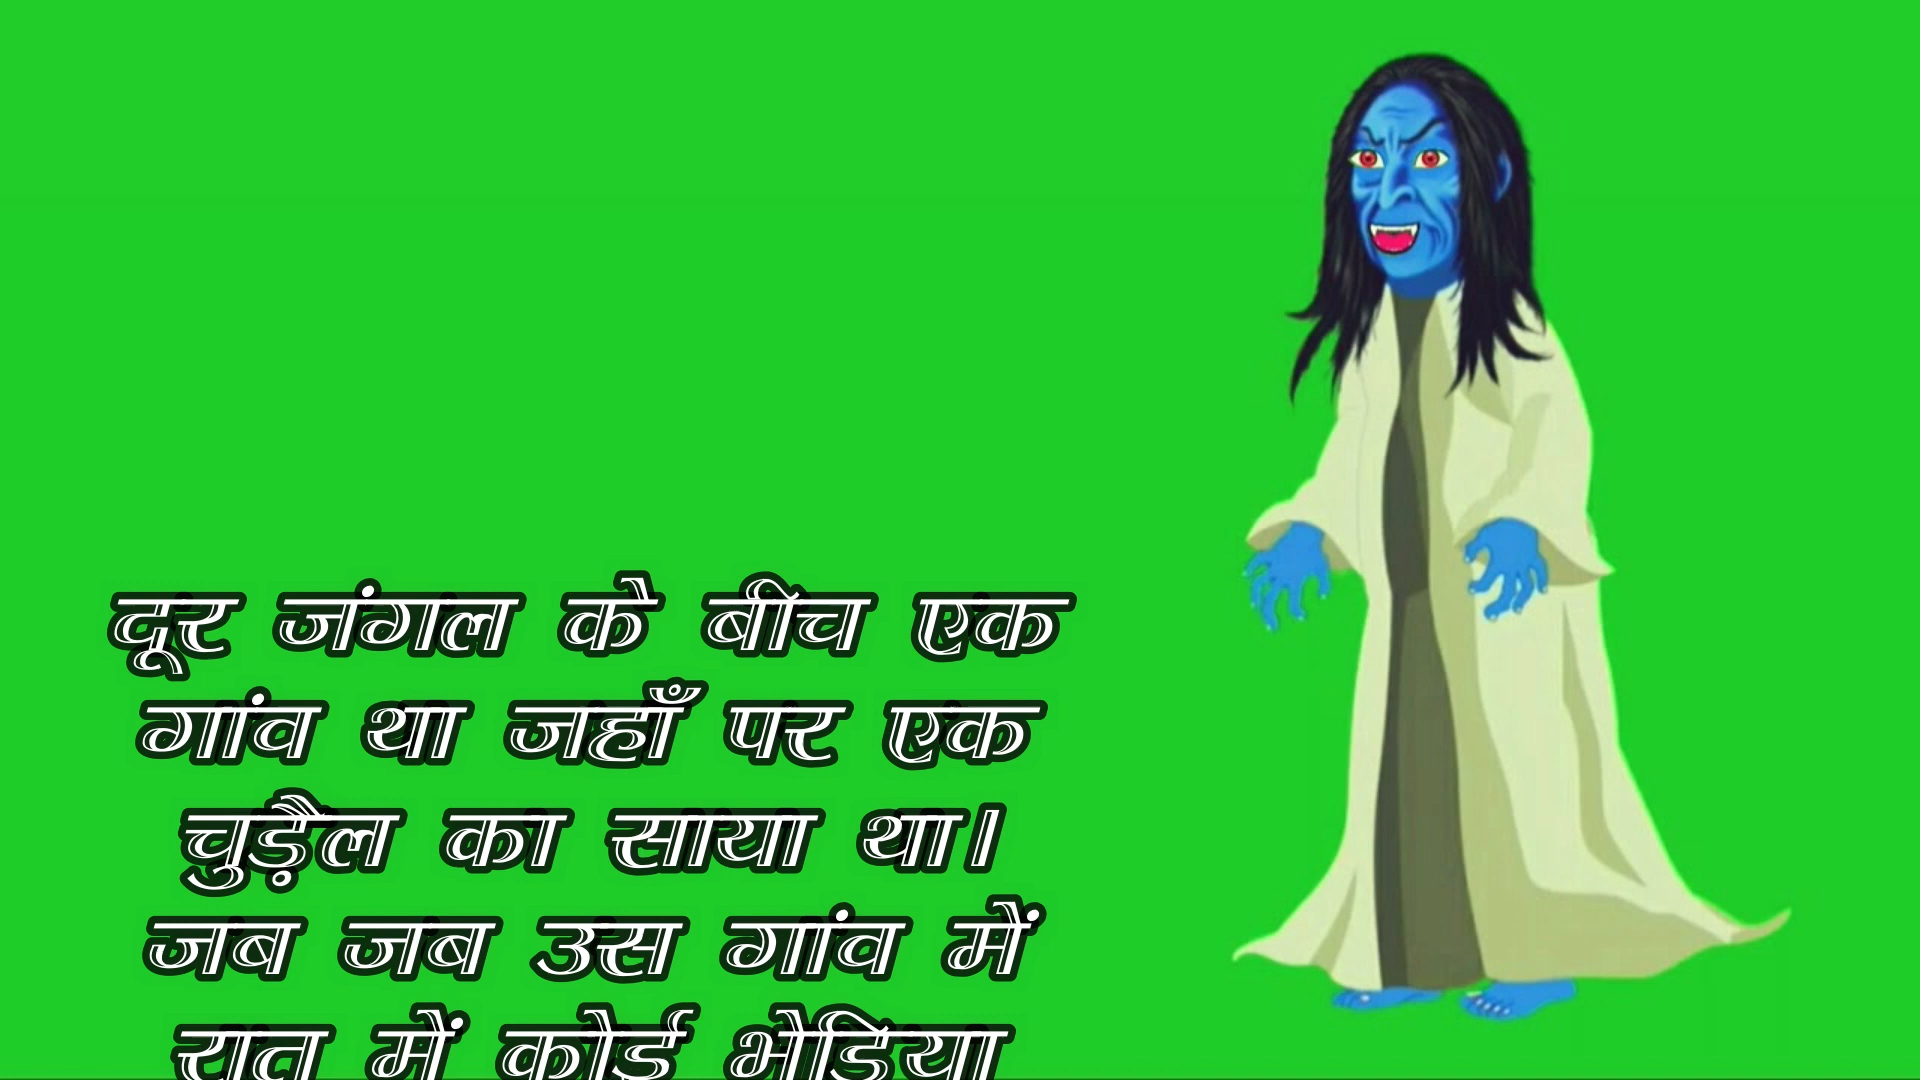 दूर जंगल के बीच एक
गांव था जहाँ पर एक
चुड़ैल का साया था।
जब जब उस गांव में
रात में कोई भेडिया